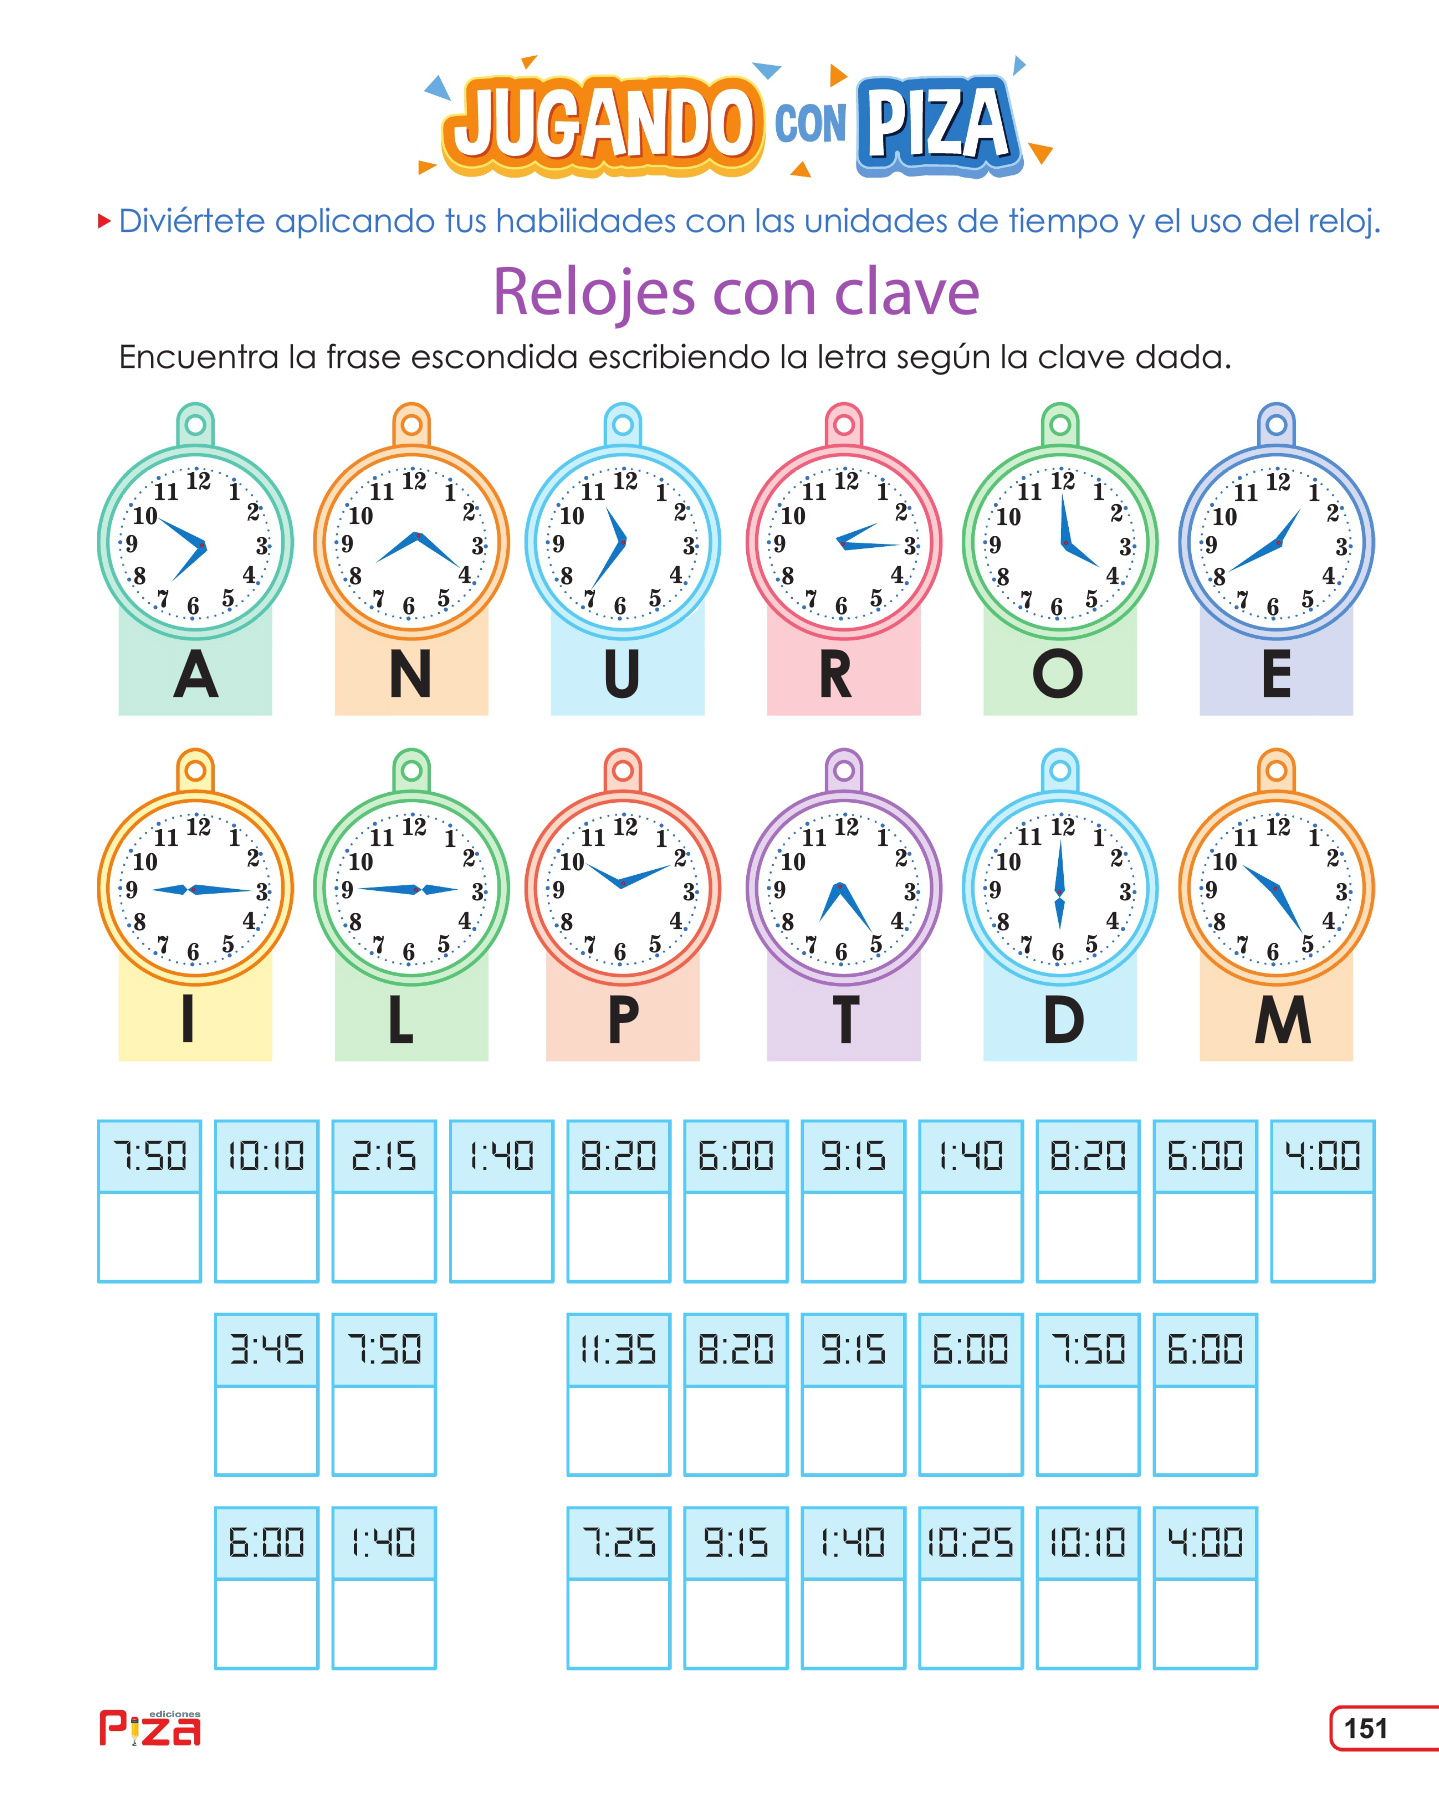 JUGANDO CON PIZA
Diviértete aplicando tus habilidades con las unidades de tiempo y el uso del reloj.
Relojes con clave
Encuentra la frase escondida escribiendo la letra según la clave dada.
12 1 2 3 4 5 6 7 8 9 10 11
12 1 2 3 4 5 6 7 8 9 10 11
12 1 2 3 4 5 6 7 8 9 10 11
12 1 2 3 4 5 6 7 8 9 10 11
12 1 2 3 4 5 6 7 8 9 10 11
12 1 2 3 4 5 6 7 8 9 10 11
A N U R O E
12 1 2 3 4 5 6 7 8 9 10 11
12 1 2 3 4 5 6 7 8 9 10 11
12 1 2 3 4 5 6 7 8 9 10 11
12 1 2 3 4 5 6 7 8 9 10 11
12 1 2 3 4 5 6 7 8 9 10 11
12 1 2 3 4 5 6 7 8 9 10 11
I L P T D M
7:50 10:10 2:15 1:40 8:20 6:00 9:15 1:40 8:20 6:00 4:00
3:45 7:50 11:35 8:20 9:15 6:00 7:50 6:00
6:00 1:40 7:25 9:15 1:40 10:25 10:10 4:00
ediciones
Piza
151